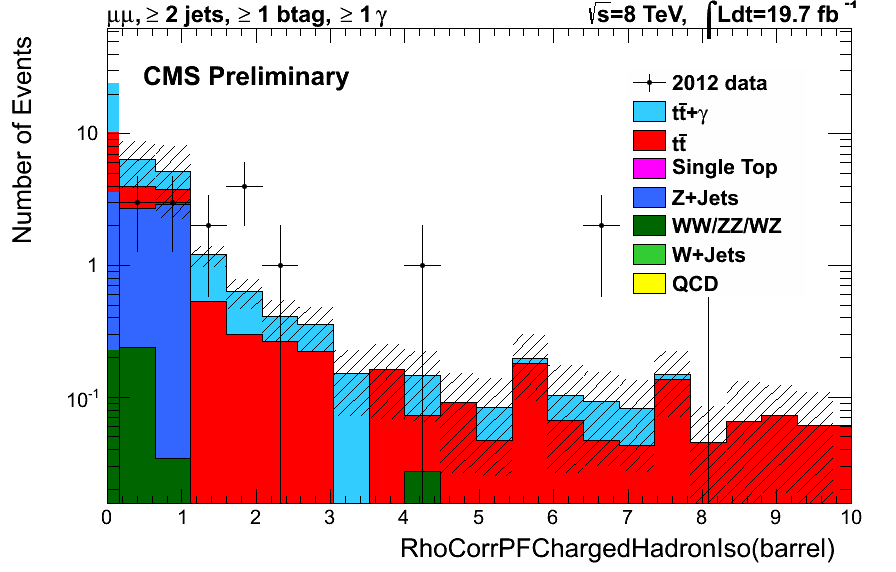 μμ, ≥ 2 jets, ≥ 1 btag, ≥ 1 γ
√s=8 TeV, ∫Ldt=19.7 fb⁻¹
CMS Preliminary
Number of Events
2012 data
tt̄+γ
tt̄
Single Top
Z+Jets
WW/ZZ/WZ
W+Jets
QCD
10
1
10⁻¹
0 1 2 3 4 5 6 7 8 9 10
RhoCorrPFChargedHadronIso(barrel)